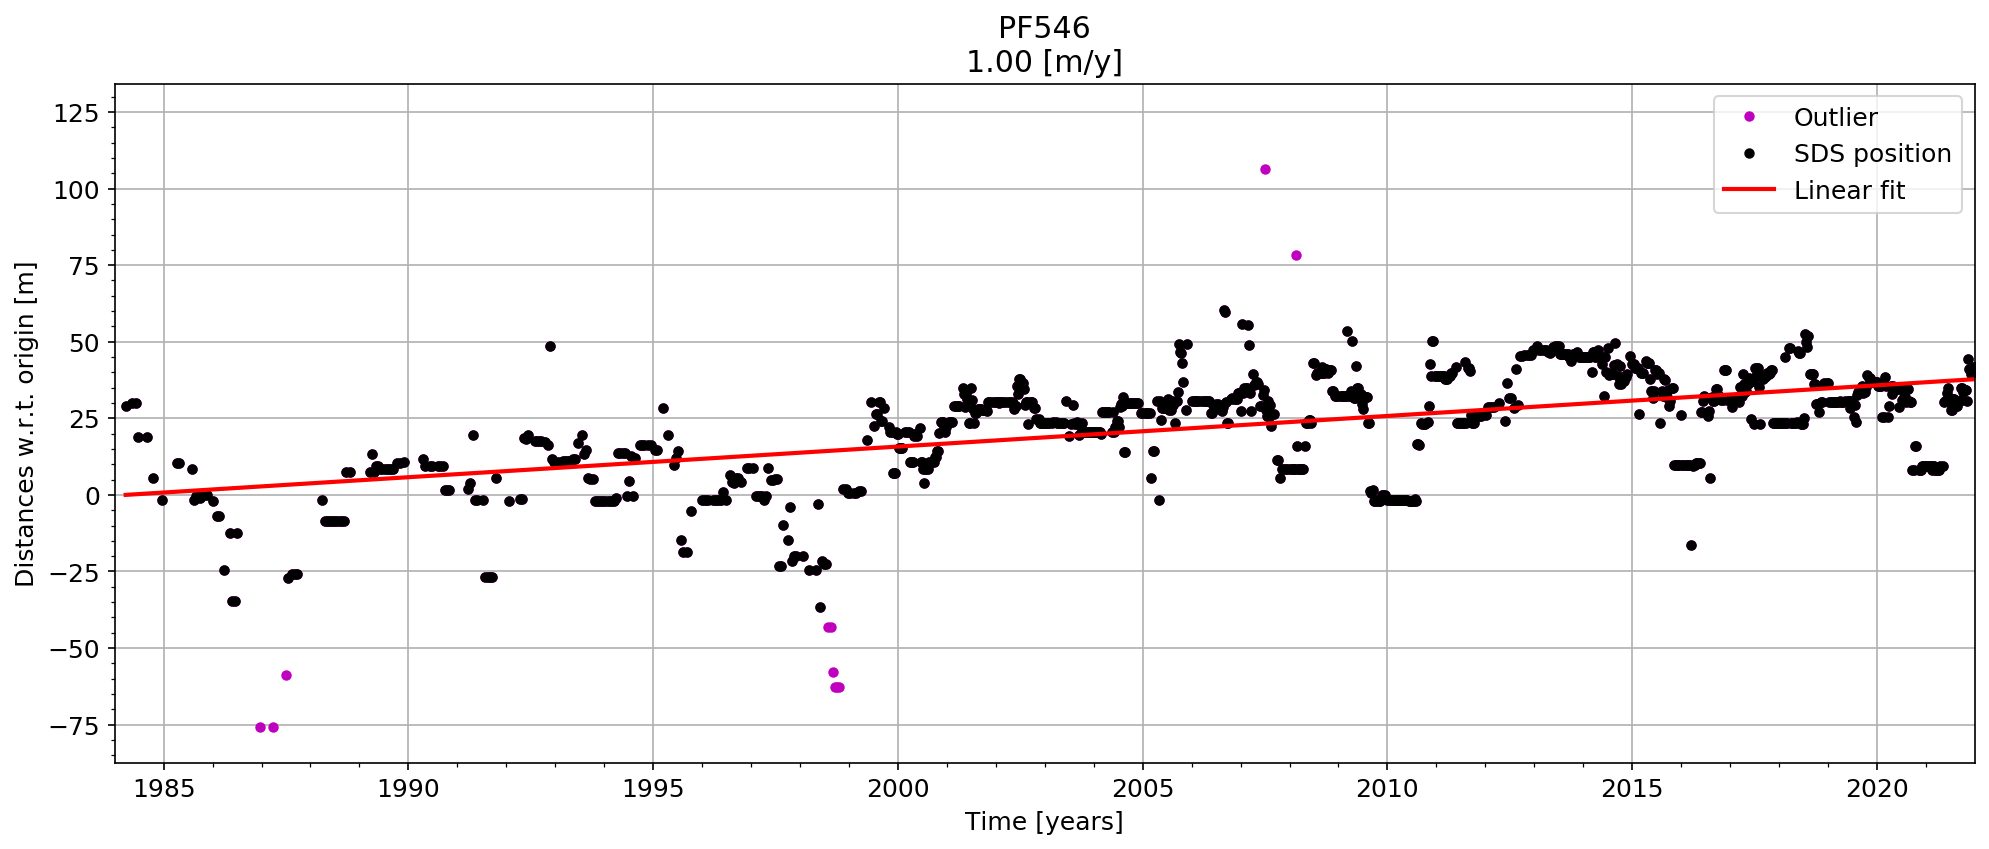 PF546
1.00 [m/y]
Distances w.r.t. origin [m]
125
100
75
50
25
0
−25
−50
−75
Outlier
SDS position
Linear fit
1985 1990 1995 2000 2005 2010 2015 2020
Time [years]